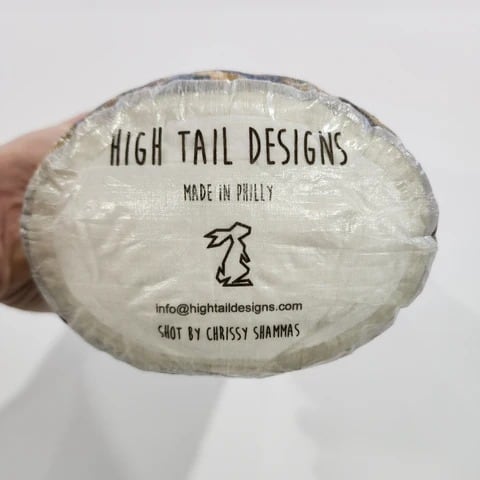 HIGH TAIL DESIGNS
MADE IN PHILLY
info@hightaildesigns.com
SHOT BY CHRISSY SHAMMAS